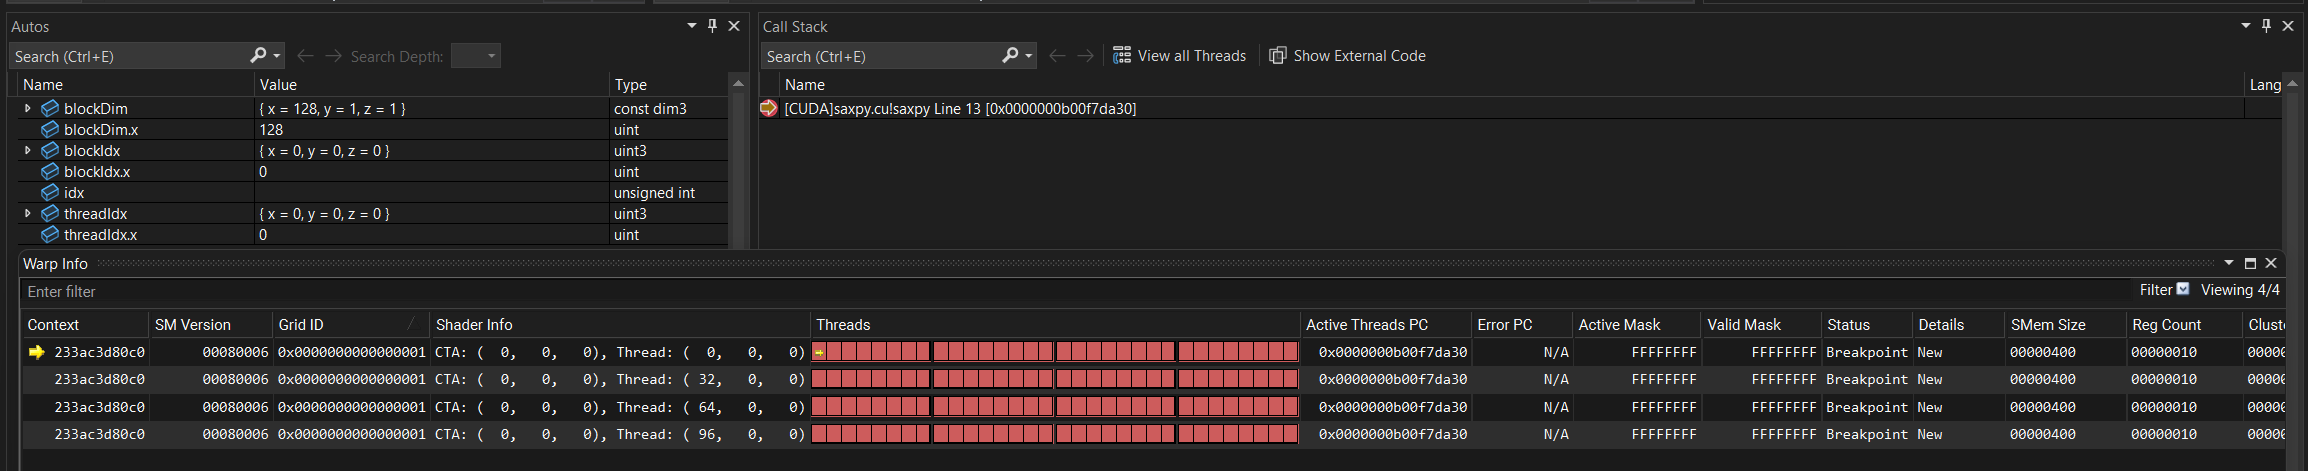 Autos
Search (Ctrl+E) Search Depth:
Name Value Type
blockDim { x = 128, y = 1, z = 1 } const dim3
blockDim.x 128 uint
blockIdx { x = 0, y = 0, z = 0 } uint3
blockIdx.x 0 uint
idx unsigned int
threadIdx { x = 0, y = 0, z = 0 } uint3
threadIdx.x 0 uint
Call Stack
Search (Ctrl+E) View all Threads Show External Code
Name Lang
[CUDA]saxpy.cu!saxpy Line 13 [0x0000000b00f7da30]
Warp Info
Enter filter
Filter Viewing 4/4
Context SM Version Grid ID Shader Info Threads Active Threads PC Error PC Active Mask Valid Mask Status Details SMem Size Reg Count Cluste
233ac3d80c0 00080006 0x0000000000000001 CTA: ( 0, 0, 0), Thread: ( 0, 0, 0) 0x0000000b00f7da30 N/A FFFFFFFF FFFFFFFF Breakpoint New 00000400 00000010 0000
233ac3d80c0 00080006 0x0000000000000001 CTA: ( 0, 0, 0), Thread: ( 32, 0, 0) 0x0000000b00f7da30 N/A FFFFFFFF FFFFFFFF Breakpoint New 00000400 00000010 0000
233ac3d80c0 00080006 0x0000000000000001 CTA: ( 0, 0, 0), Thread: ( 64, 0, 0) 0x0000000b00f7da30 N/A FFFFFFFF FFFFFFFF Breakpoint New 00000400 00000010 0000
233ac3d80c0 00080006 0x0000000000000001 CTA: ( 0, 0, 0), Thread: ( 96, 0, 0) 0x0000000b00f7da30 N/A FFFFFFFF FFFFFFFF Breakpoint New 00000400 00000010 0000